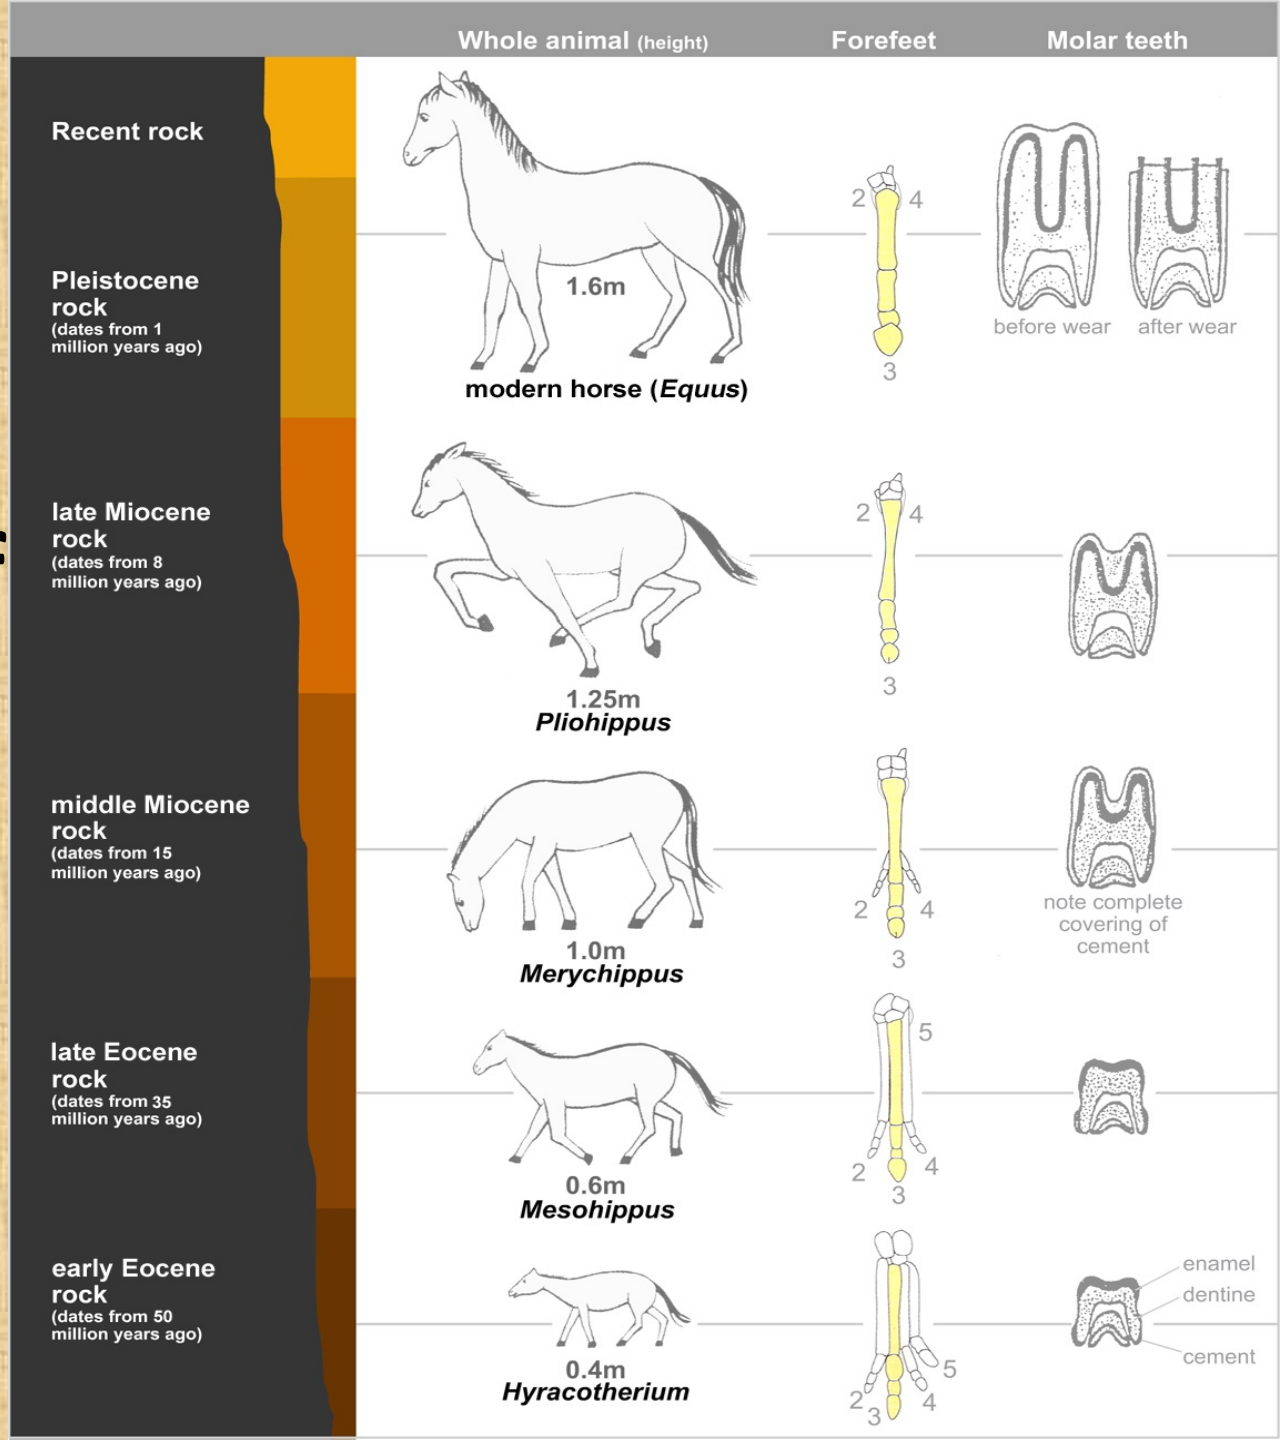 Whole animal (height) Forefeet Molar teeth
Recent rock
2 4
Pleistocene
rock
(dates from 1
million years ago)
1.6m
before wear after wear
3
modern horse (Equus)
late Miocene
rock
(dates from 8
million years ago)
2 4
3
1.25m
Pliohippus
middle Miocene
rock
(dates from 15
million years ago)
2 4
3
note complete
covering of
cement
1.0m
Merychippus
late Eocene
rock
(dates from 35
million years ago)
5
2 4
3
0.6m
Mesohippus
early Eocene
rock
(dates from 50
million years ago)
enamel
dentine
cement
5
2 4
3
0.4m
Hyracotherium